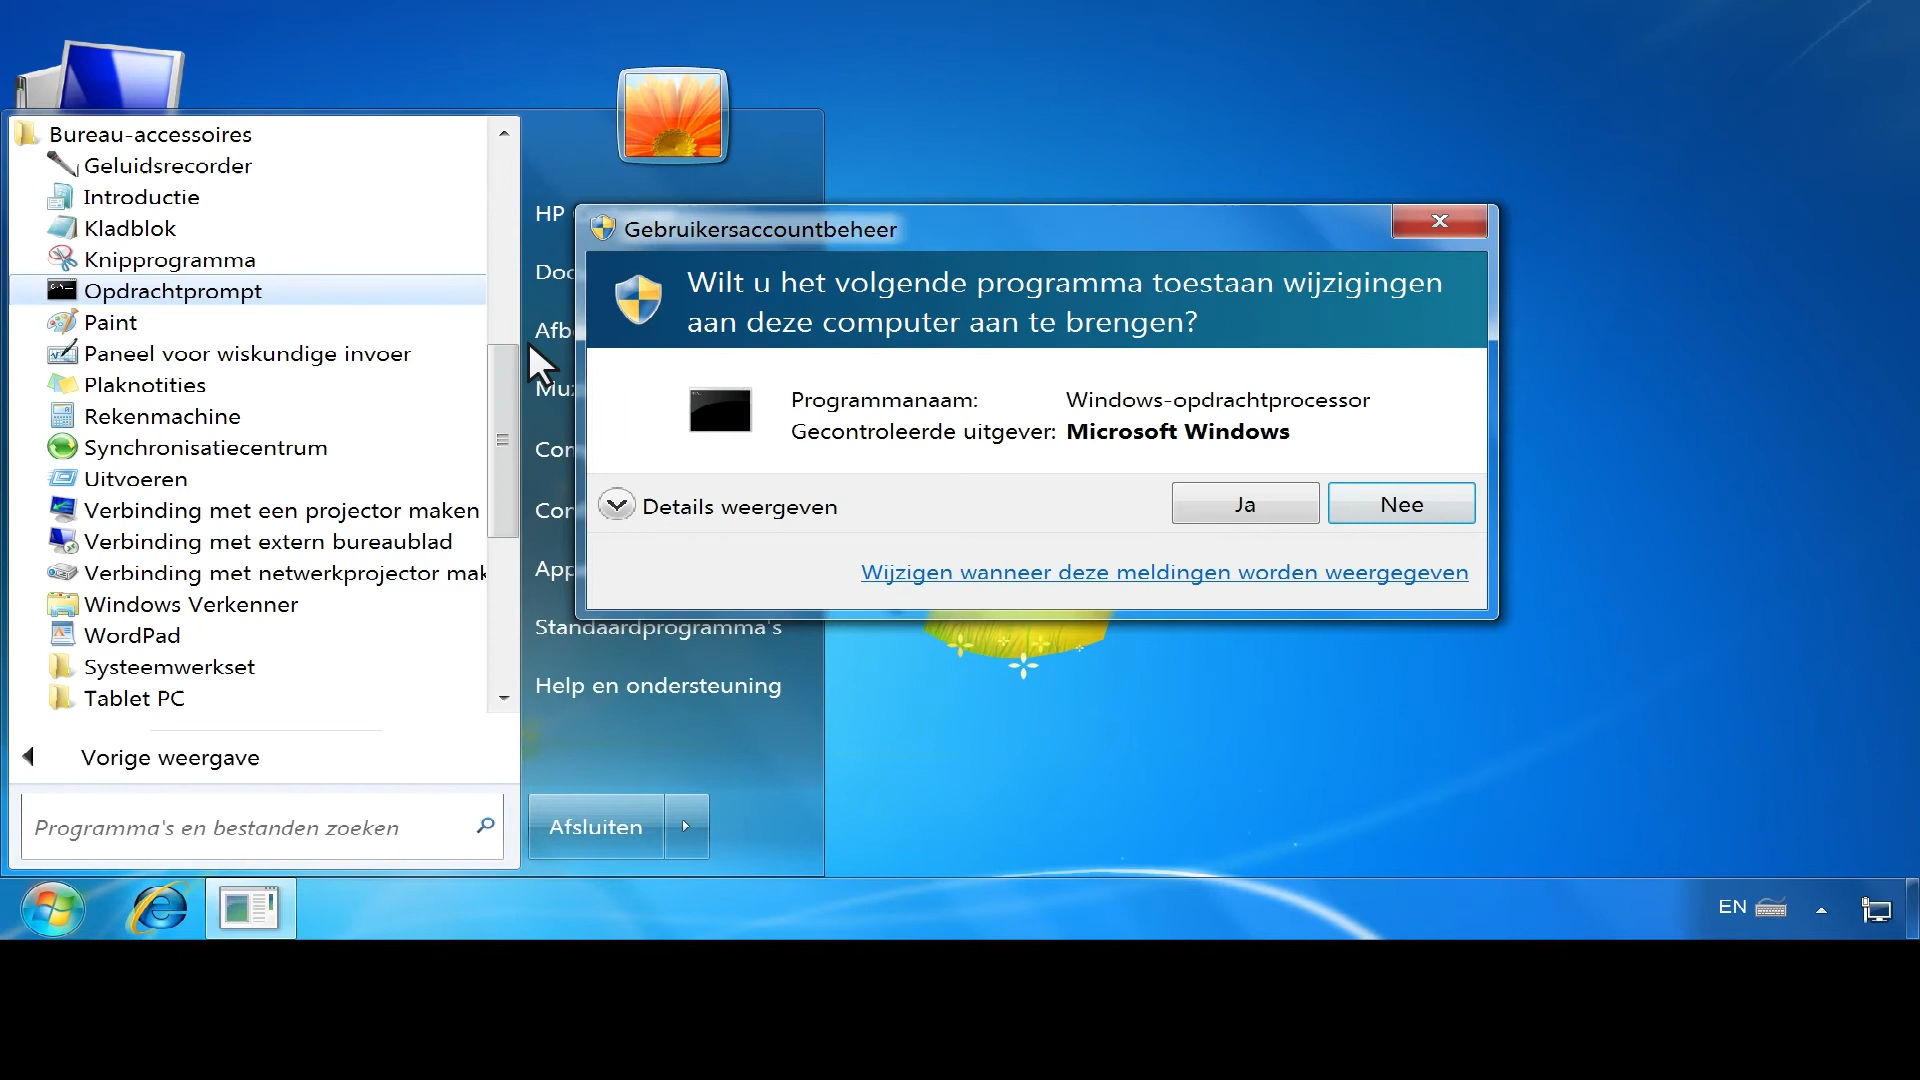 Bureau-accessoires
Geluidsrecorder
Introductie
Kladblok
Knipprogramma
Opdrachtprompt
Paint
Paneel voor wiskundige invoer
Plaknotities
Rekenmachine
Synchronisatiecentrum
Uitvoeren
Verbinding met een projector maken
Verbinding met extern bureaublad
Verbinding met netwerkprojector mak
Windows Verkenner
WordPad
Systeemwerkset
Tablet PC
Vorige weergave
Programma's en bestanden zoeken
HP
Doc
Afb
Muz
Com
Con
App
Standaardprogramma's
Help en ondersteuning
Afsluiten
Gebruikersaccountbeheer
Wilt u het volgende programma toestaan wijzigingen
aan deze computer aan te brengen?
Programmanaam: Windows-opdrachtprocessor
Gecontroleerde uitgever: Microsoft Windows
Details weergeven
Ja
Nee
Wijzigen wanneer deze meldingen worden weergegeven
EN